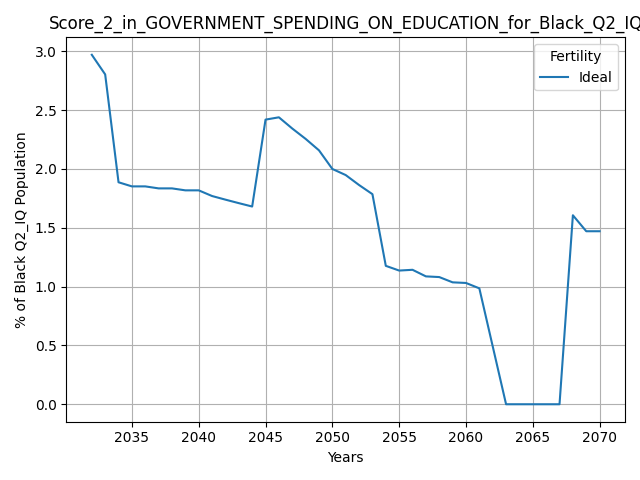 Score_2_in_GOVERNMENT_SPENDING_ON_EDUCATION_for_Black_Q2_IQ
Fertility
Ideal
3.0
2.5
2.0
1.5
1.0
0.5
0.0
% of Black Q2_IQ Population
2035 2040 2045 2050 2055 2060 2065 2070
Years